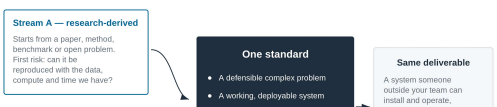 Stream A — research-derived
Starts from a paper, method,
benchmark or open problem.
First risk: can it be
reproduced with the data,
compute and time we have?
One standard
• A defensible complex problem
• A working, deployable system
Same deliverable
A system someone
outside your team can
install and operate,